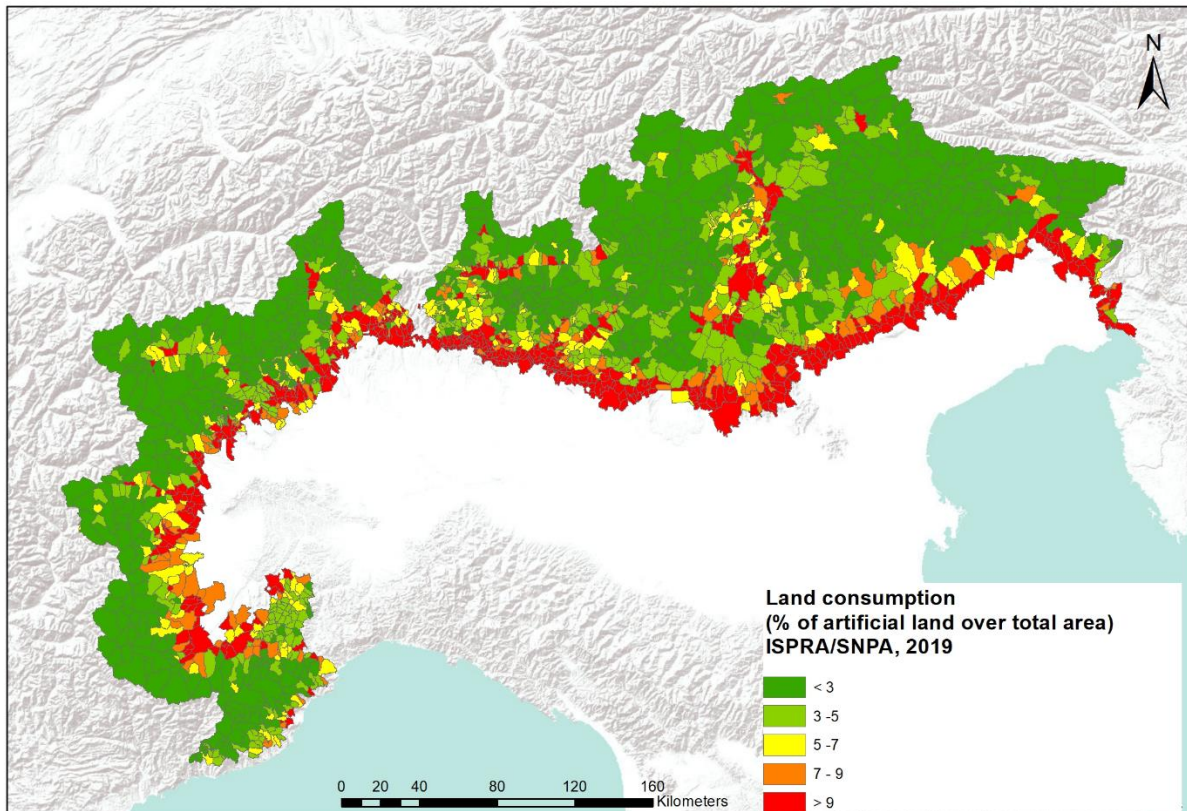 N
Land consumption
(% of artificial land over total area)
ISPRA/SNPA, 2019
< 3
3 -5
5 -7
7 - 9
> 9
0 20 40 80 120 160
Kilometers